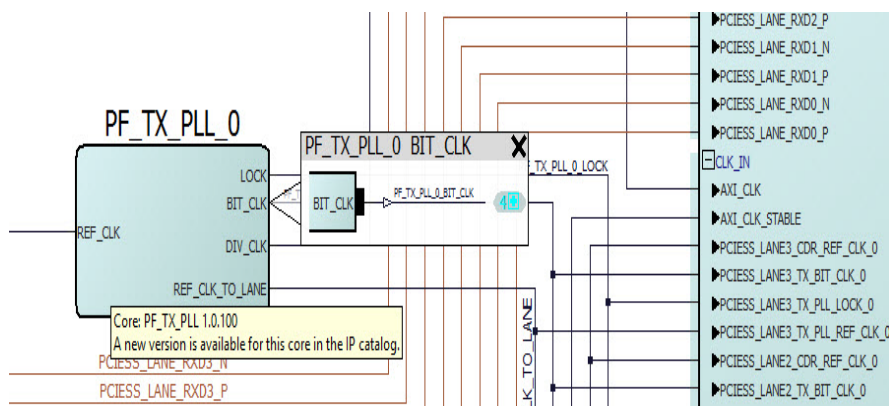 PF_TX_PLL_0
REF_CLK
LOCK
BIT_CLK
DIV_CLK
REF_CLK_TO_LANE
PF_TX_PLL_0 BIT_CLK
BIT_CLK
PF_TX_PLL_0_BIT_CLK
4
_TX_PLL_0_LOCK
Core: PF_TX_PLL 1.0.100
A new version is available for this core in the IP catalog.
PCIESS_LANE_RXD3_N
PCIESS_LANE_RXD3_P
CLK_TO_LANE
PCIESS_LANE_RXD2_P
PCIESS_LANE_RXD1_N
PCIESS_LANE_RXD1_P
PCIESS_LANE_RXD0_N
PCIESS_LANE_RXD0_P
CLK_IN
AXI_CLK
AXI_CLK_STABLE
PCIESS_LANE3_CDR_REF_CLK_0
PCIESS_LANE3_TX_BIT_CLK_0
PCIESS_LANE3_TX_PLL_LOCK_0
PCIESS_LANE3_TX_PLL_REF_CLK_0
PCIESS_LANE2_CDR_REF_CLK_0
PCIESS_LANE2_TX_BIT_CLK_0